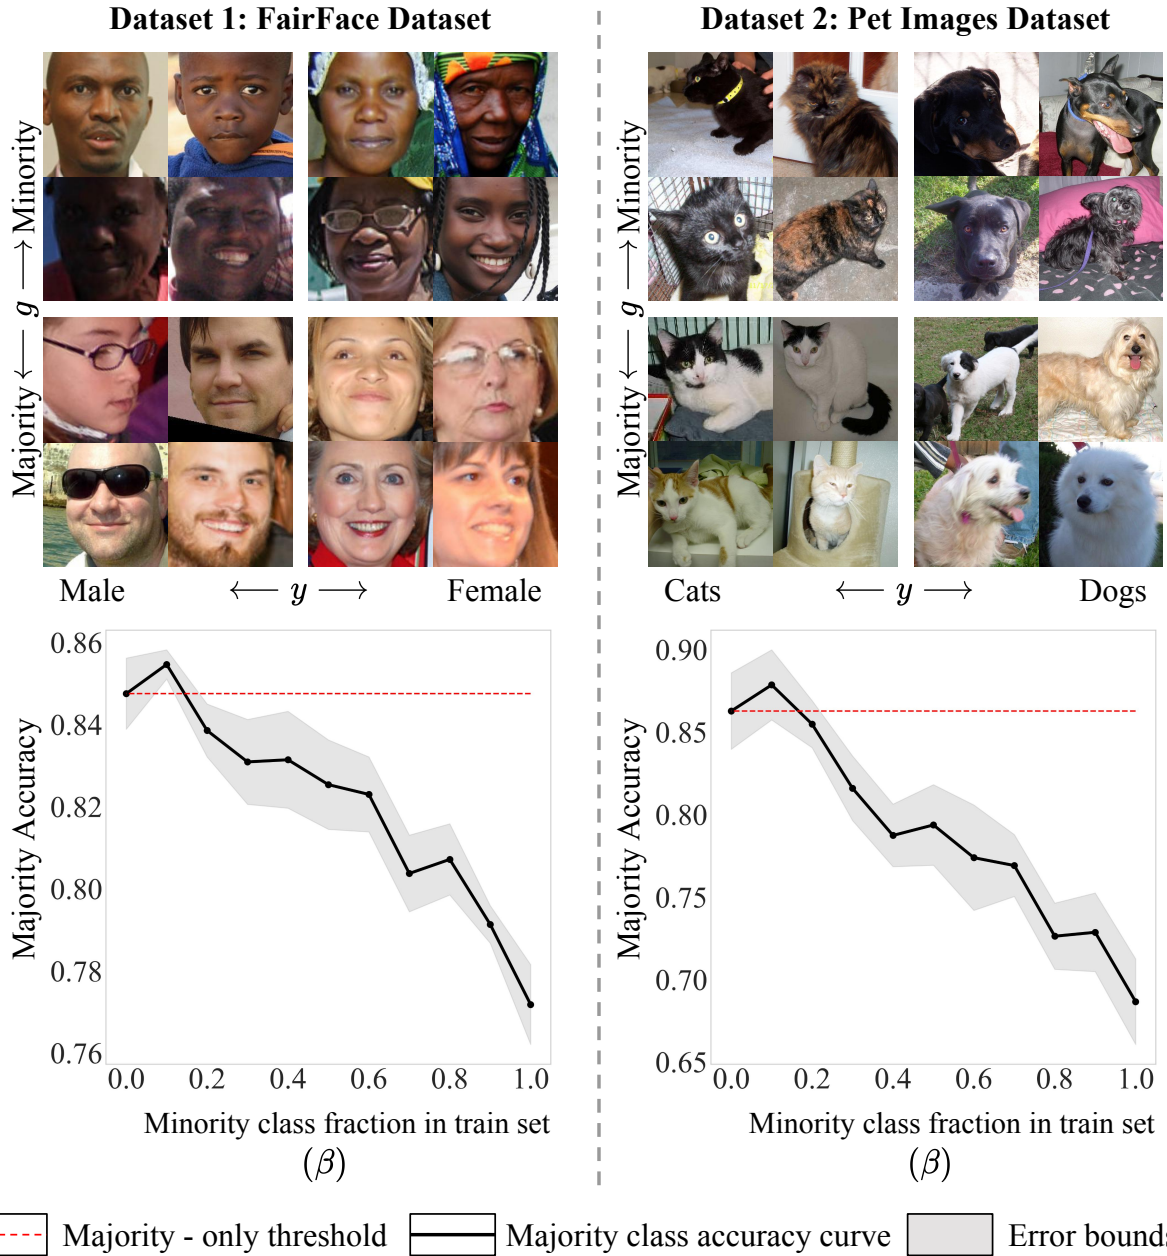 Dataset 1: FairFace Dataset
Majority ← g → Minority
Male ← y → Female
Majority Accuracy
0.86
0.84
0.82
0.80
0.78
0.76
0.0 0.2 0.4 0.6 0.8 1.0
Minority class fraction in train set
(β)
Dataset 2: Pet Images Dataset
Majority ← g → Minority
Cats ← y → Dogs
Majority Accuracy
0.90
0.85
0.80
0.75
0.70
0.65
0.0 0.2 0.4 0.6 0.8 1.0
Minority class fraction in train set
(β)
Majority - only threshold Majority class accuracy curve Error bounds